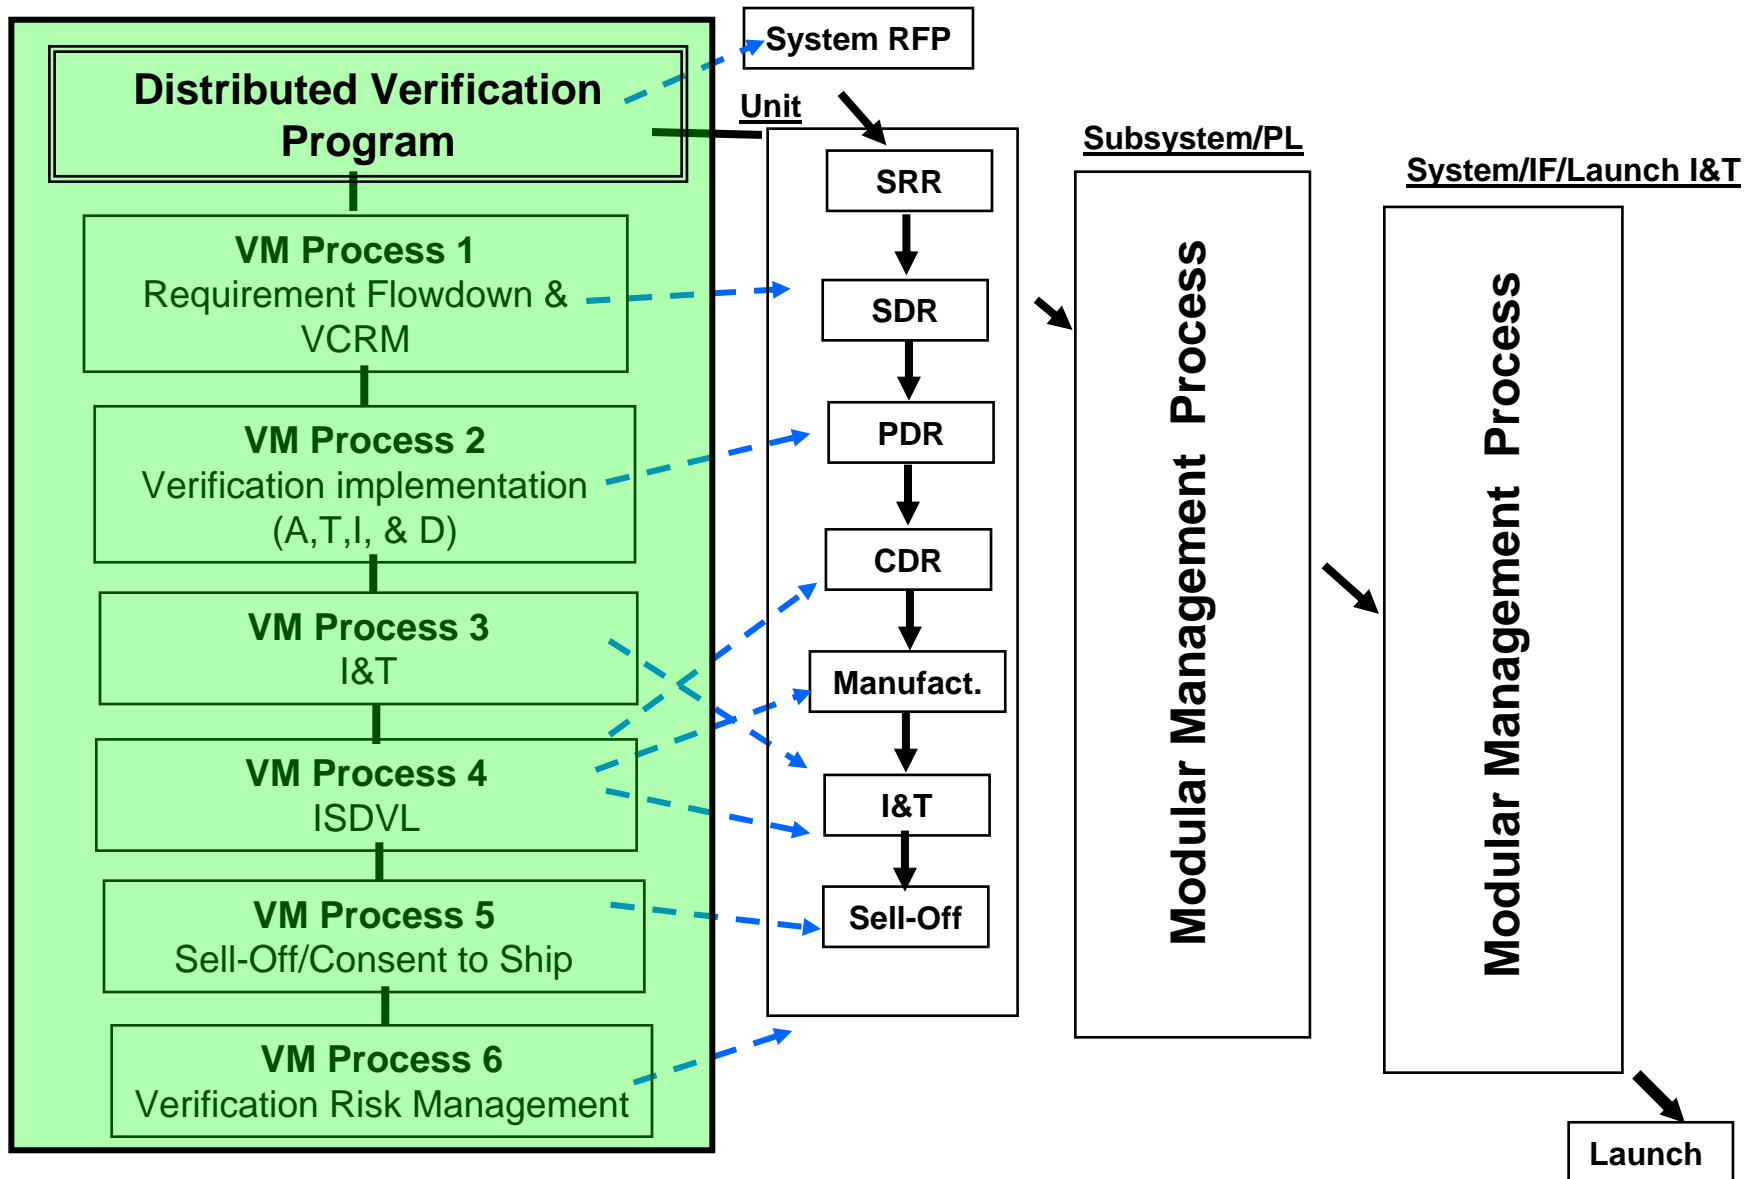 Distributed Verification
Program
VM Process 1
Requirement Flowdown &
VCRM
VM Process 2
Verification implementation
(A,T,I, & D)
VM Process 3
I&T
VM Process 4
ISDVL
VM Process 5
Sell-Off/Consent to Ship
VM Process 6
Verification Risk Management
System RFP
Unit
SRR
SDR
PDR
CDR
Manufact.
I&T
Sell-Off
Subsystem/PL
Modular Management Process
System/IF/Launch I&T
Modular Management Process
Launch